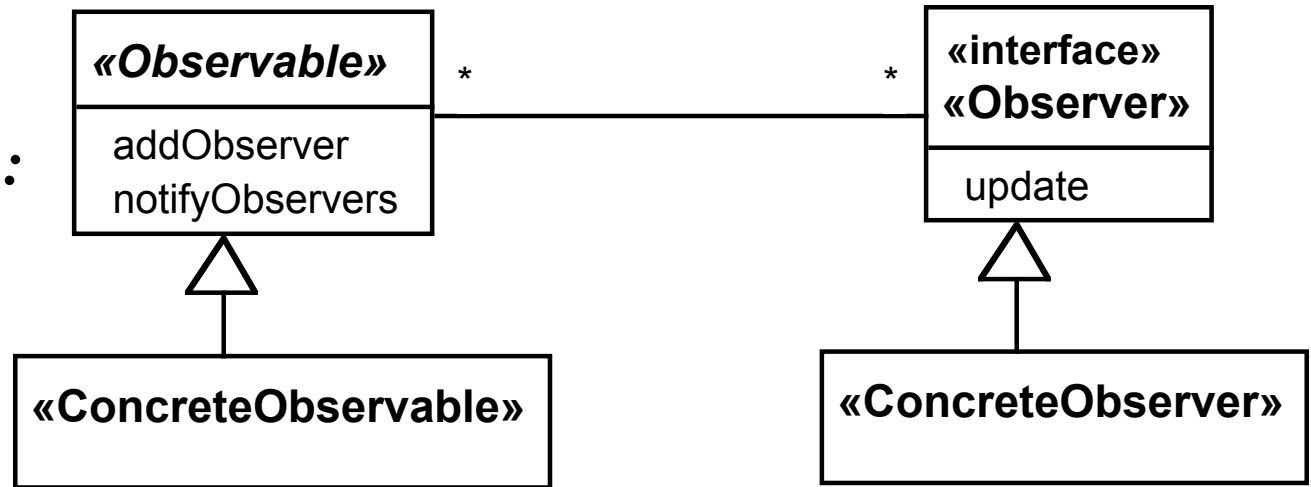 «Observable»
*
*
«interface»
«Observer»
addObserver
notifyObservers
update
:
«ConcreteObservable»
«ConcreteObserver»